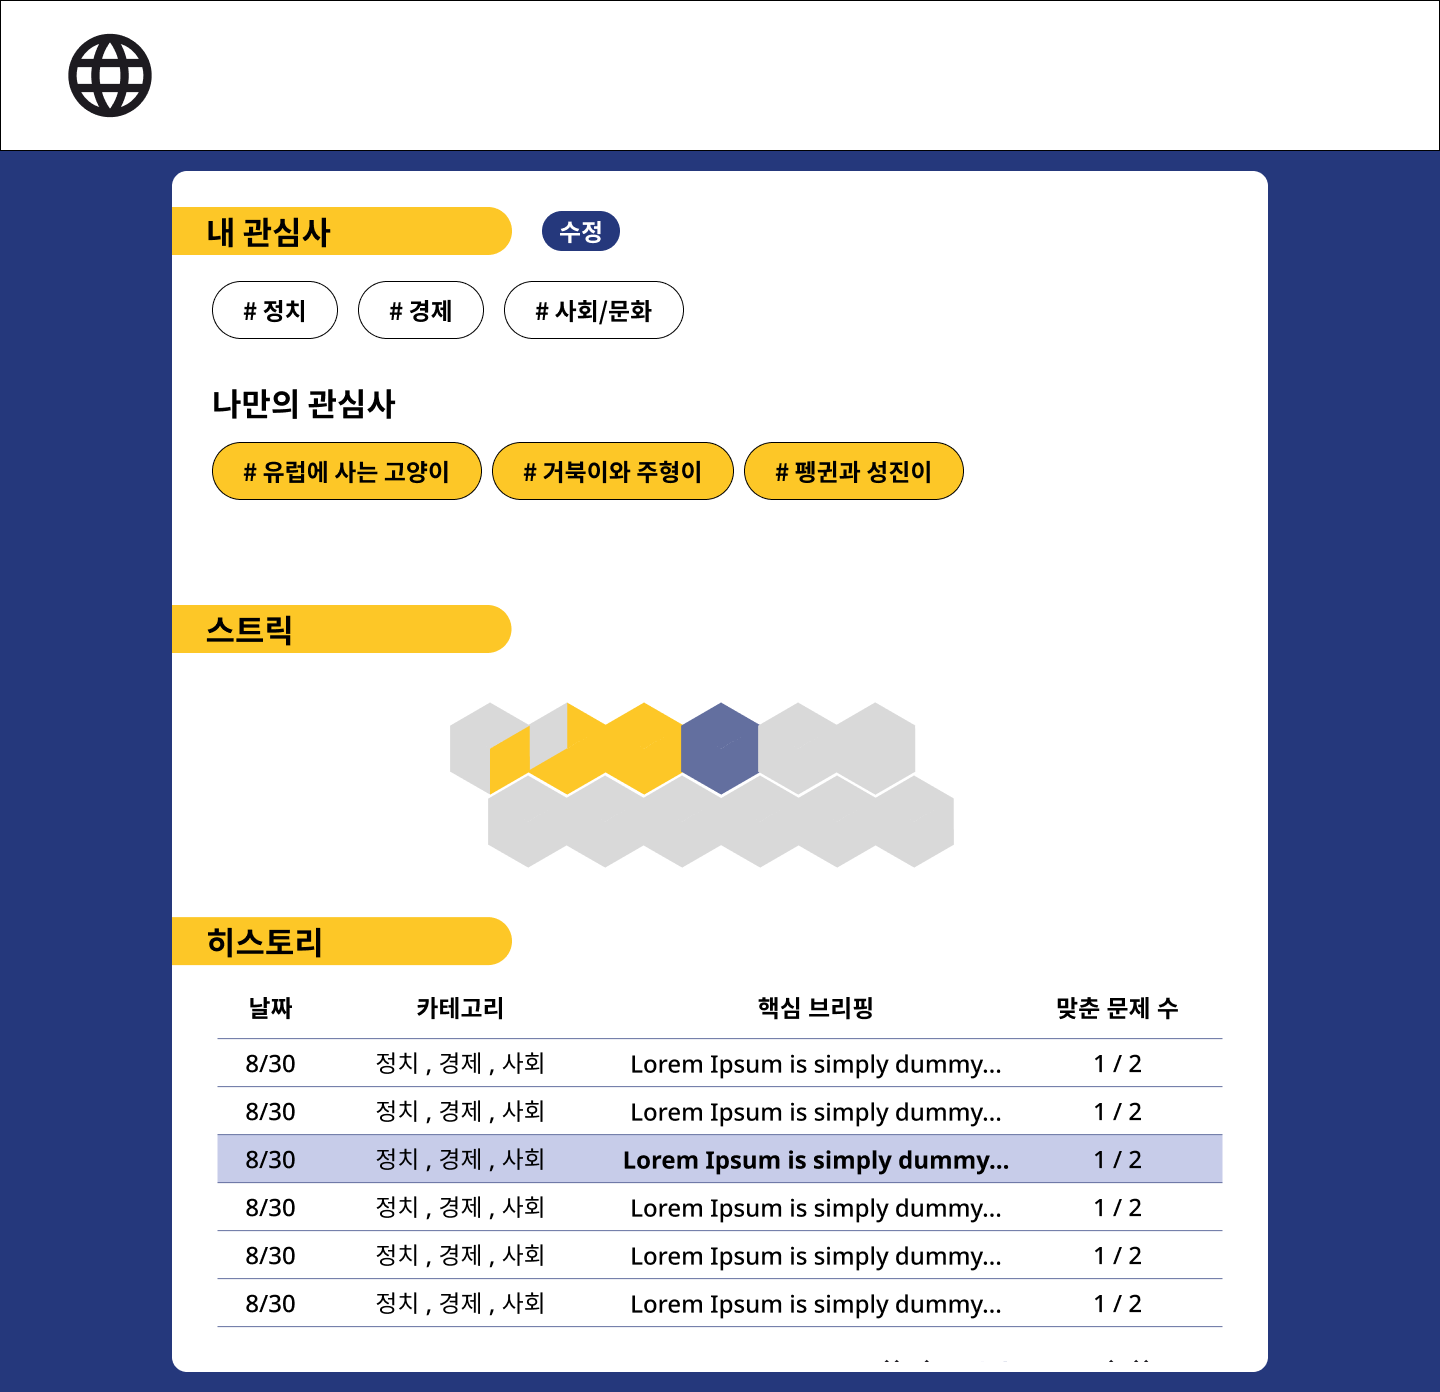 내 관심사
수정
# 정치
# 경제
# 사회/문화
나만의 관심사
# 유럽에 사는 고양이
# 거북이와 주형이
# 펭귄과 성진이
스트릭
히스토리
날짜 카테고리 핵심 브리핑 맞춘 문제 수
8/30 정치 , 경제 , 사회 Lorem Ipsum is simply dummy... 1 / 2
8/30 정치 , 경제 , 사회 Lorem Ipsum is simply dummy... 1 / 2
8/30 정치 , 경제 , 사회 Lorem Ipsum is simply dummy... 1 / 2
8/30 정치 , 경제 , 사회 Lorem Ipsum is simply dummy... 1 / 2
8/30 정치 , 경제 , 사회 Lorem Ipsum is simply dummy... 1 / 2
8/30 정치 , 경제 , 사회 Lorem Ipsum is simply dummy... 1 / 2